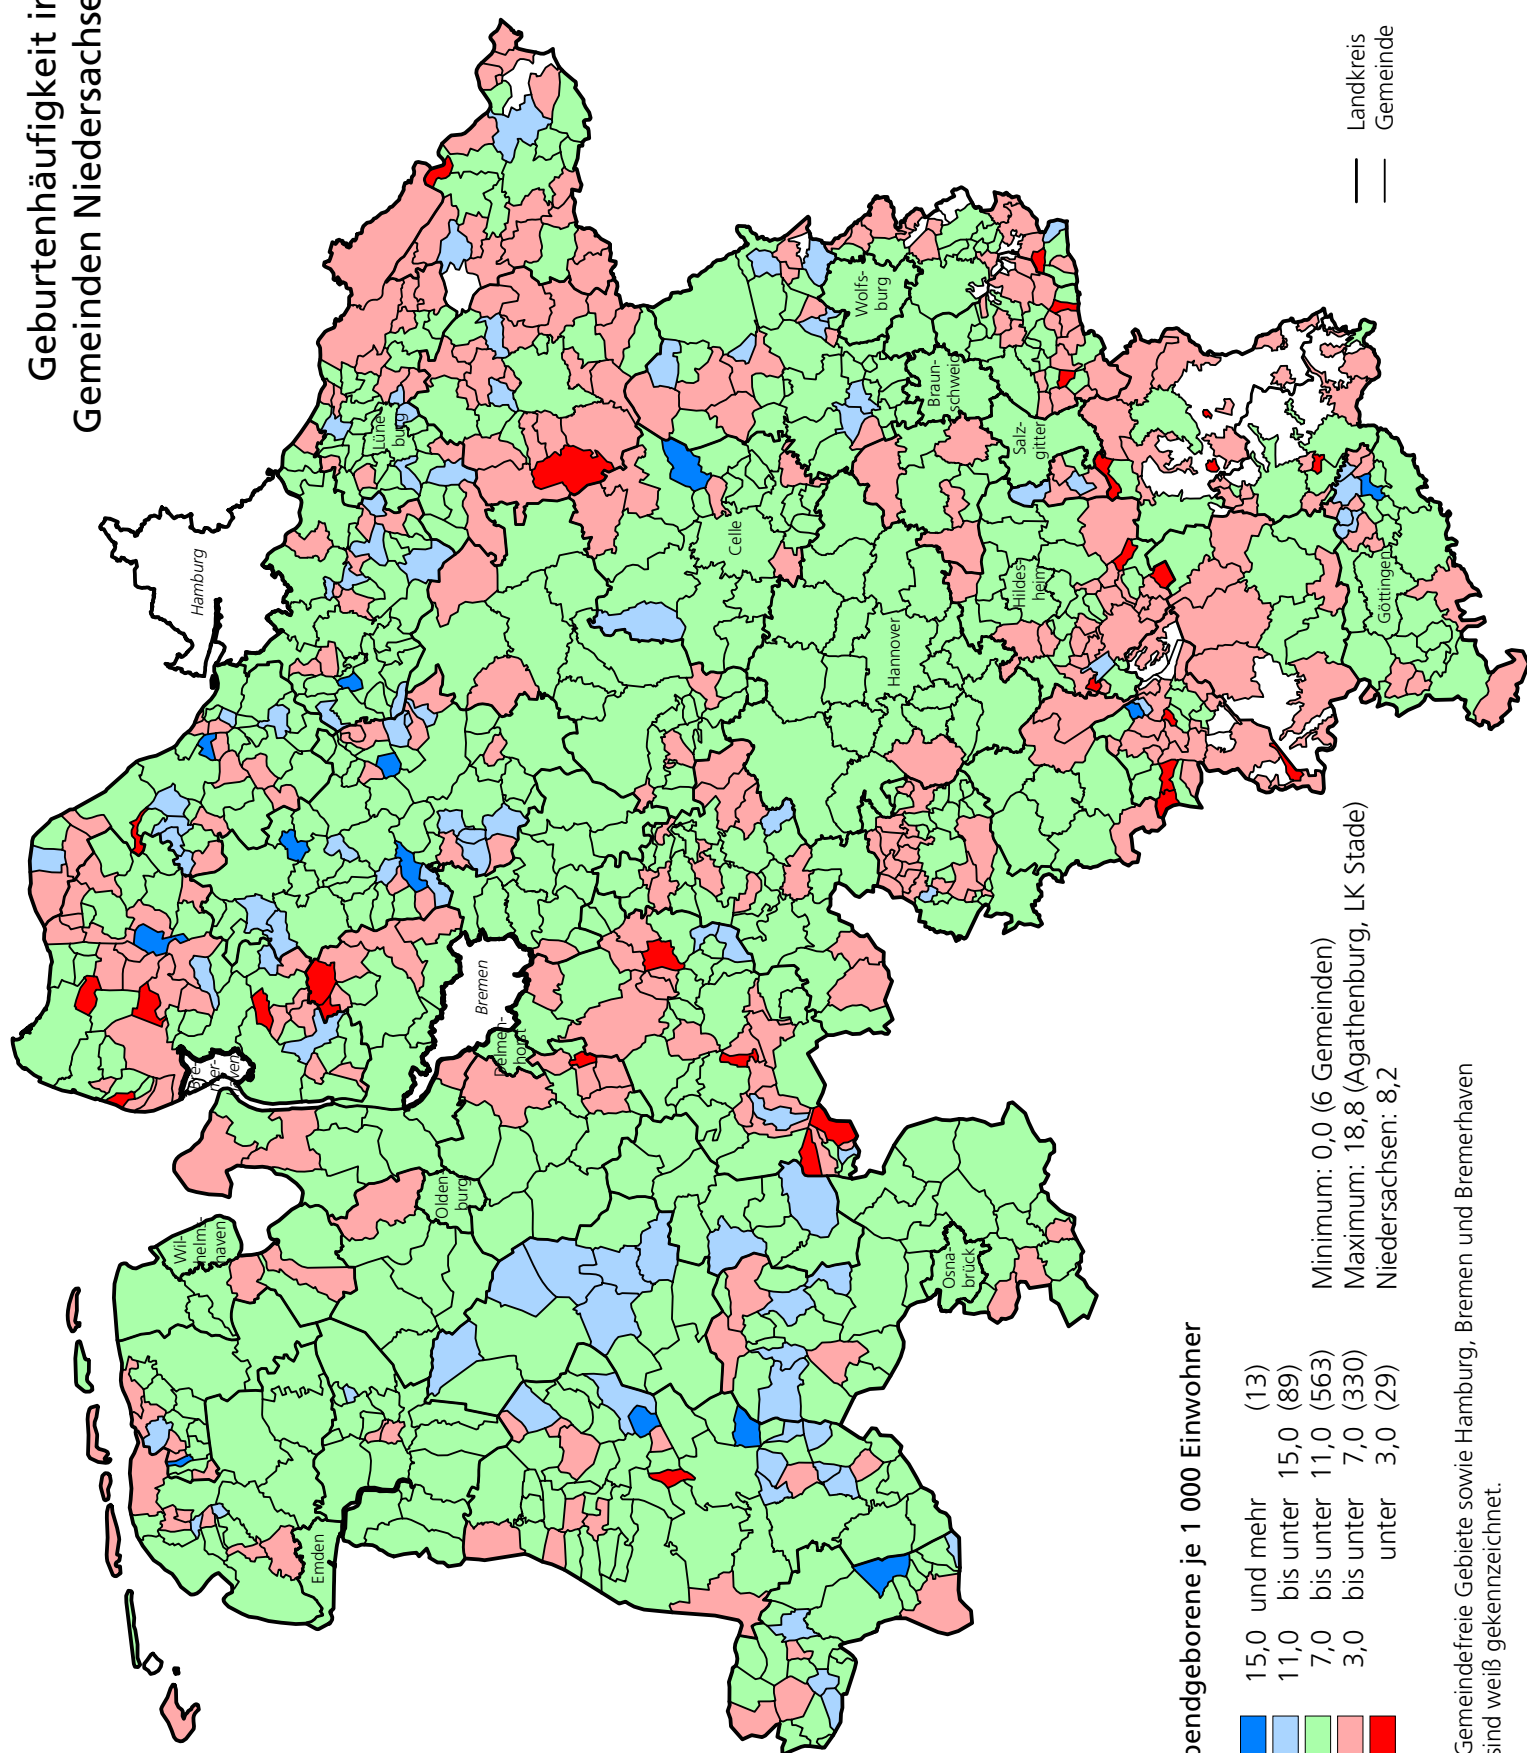 Geburtenhäufigkeit in
Gemeinden Niedersachse
Hamburg
Lüne-
burg
Bre-
mer-
haven
Wil-
helms-
haven
Emden
Olden-
burg
Delmen-
horst
Bremen
Celle
Wolfs-
burg
Braun-
schweig
Salz-
gitter
Hannover
Hildes-
heim
Göttingen
Osna-
brück
Landkreis
Gemeinde
bendgeborene je 1 000 Einwohner
15,0 und mehr (13)
11,0 bis unter 15,0 (89)
7,0 bis unter 11,0 (563)
3,0 bis unter 7,0 (330)
unter 3,0 (29)
Minimum: 0,0 (6 Gemeinden)
Maximum: 18,8 (Agathenburg, LK Stade)
Niedersachsen: 8,2
Gemeindefreie Gebiete sowie Hamburg, Bremen und Bremerhaven
sind weiß gekennzeichnet.